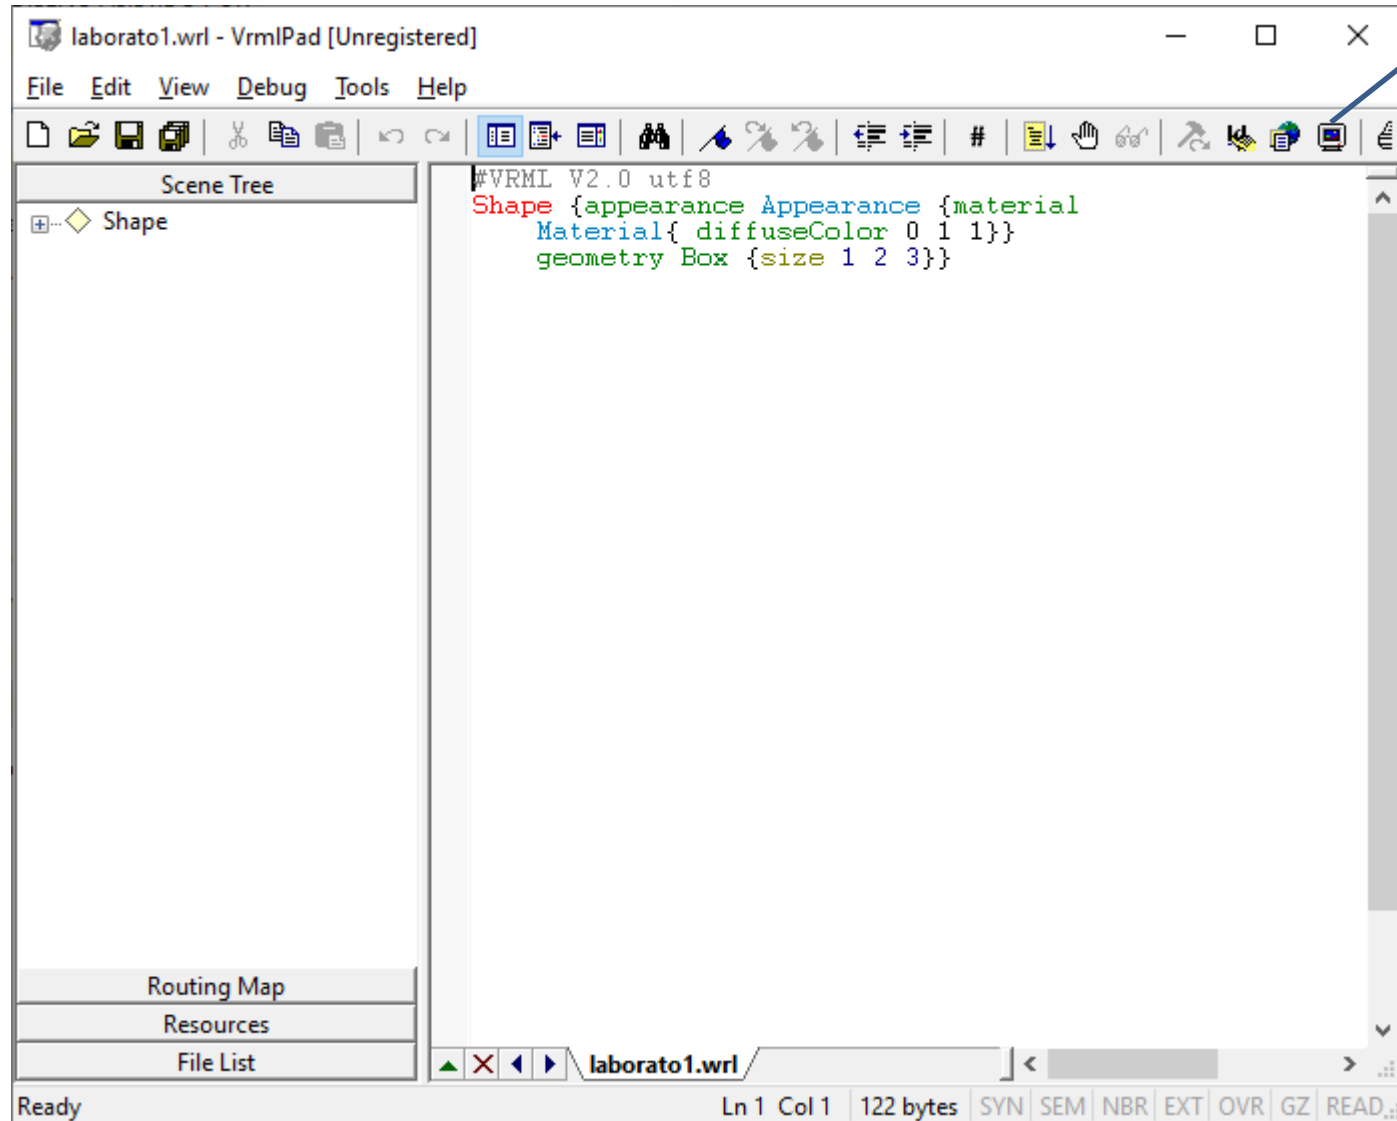 laborato1.wrl - VrmlPad [Unregistered]
File Edit View Debug Tools Help
#
Scene Tree
Shape
#VRML V2.0 utf8
Shape {appearance Appearance {material
Material{ diffuseColor 0 1 1}}
geometry Box {size 1 2 3}}
Routing Map
Resources
File List
laborato1.wrl
Ready
Ln 1 Col 1 122 bytes SYN SEM NBR EXT OVR GZ READ